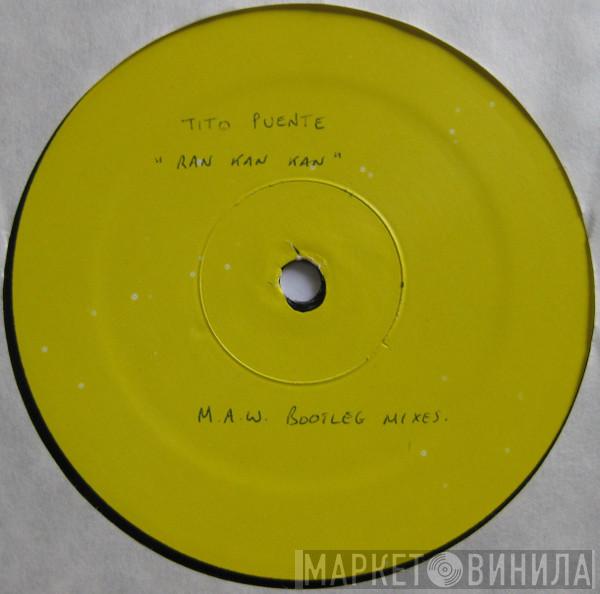 TITO PUENTE
"RAN KAN KAN"
M.A.W. BOOTLEG MIXES.
МАРКЕТ ВИНИЛА